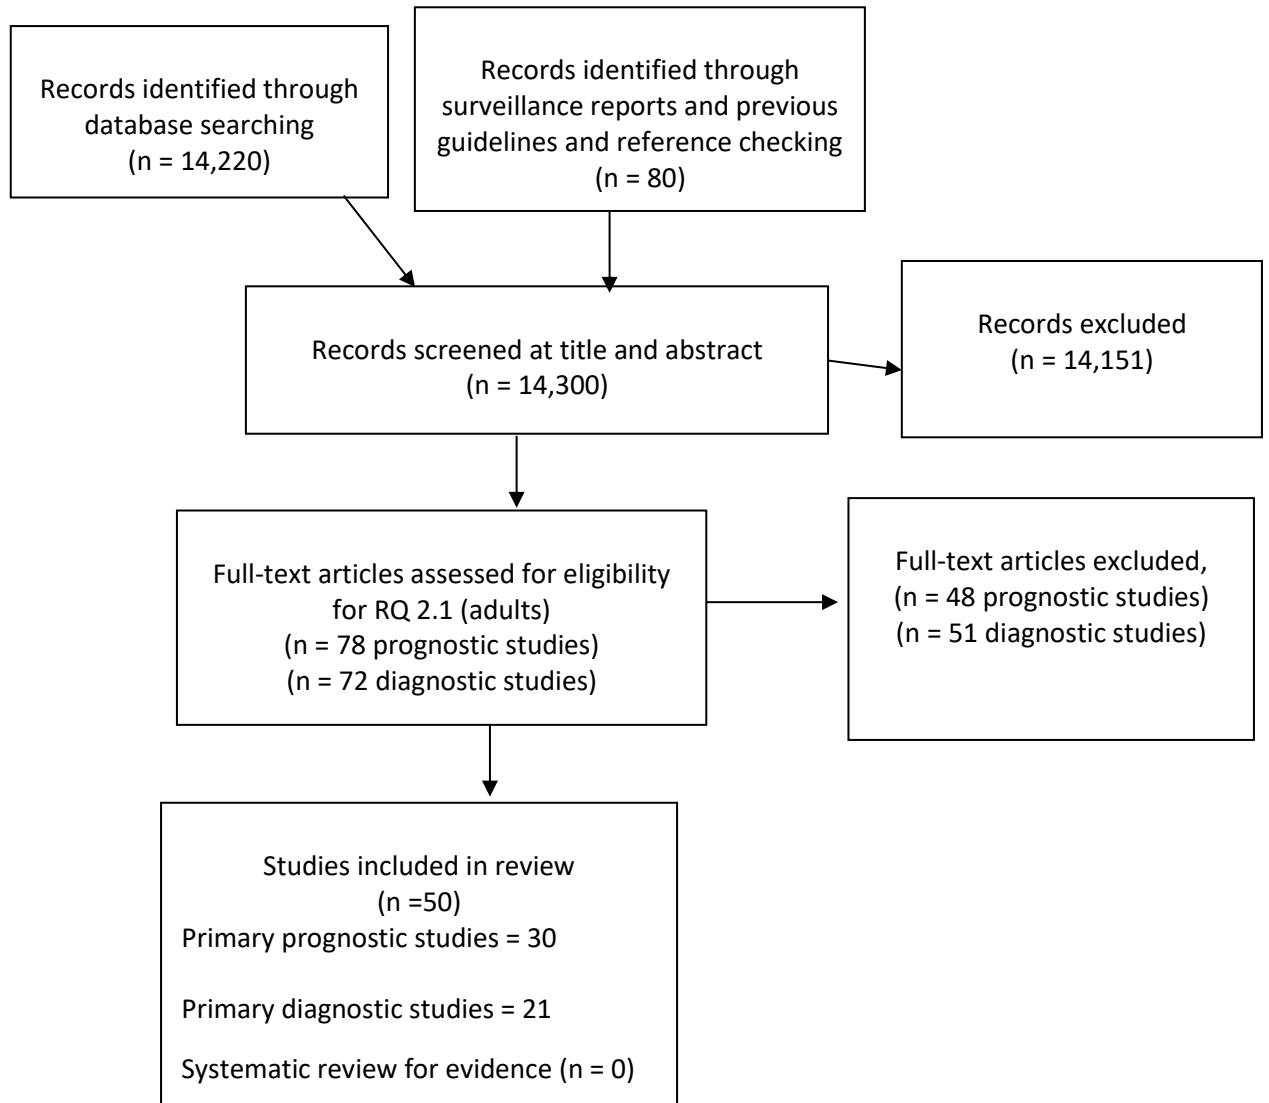 Records identified through
database searching
(n = 14,220)
Records identified through
surveillance reports and previous
guidelines and reference checking
(n = 80)
Records screened at title and abstract
(n = 14,300)
Records excluded
(n = 14,151)
Full-text articles assessed for eligibility
for RQ 2.1 (adults)
(n = 78 prognostic studies)
(n = 72 diagnostic studies)
Full-text articles excluded,
(n = 48 prognostic studies)
(n = 51 diagnostic studies)
Studies included in review
(n =50)
Primary prognostic studies = 30
Primary diagnostic studies = 21
Systematic review for evidence (n = 0)